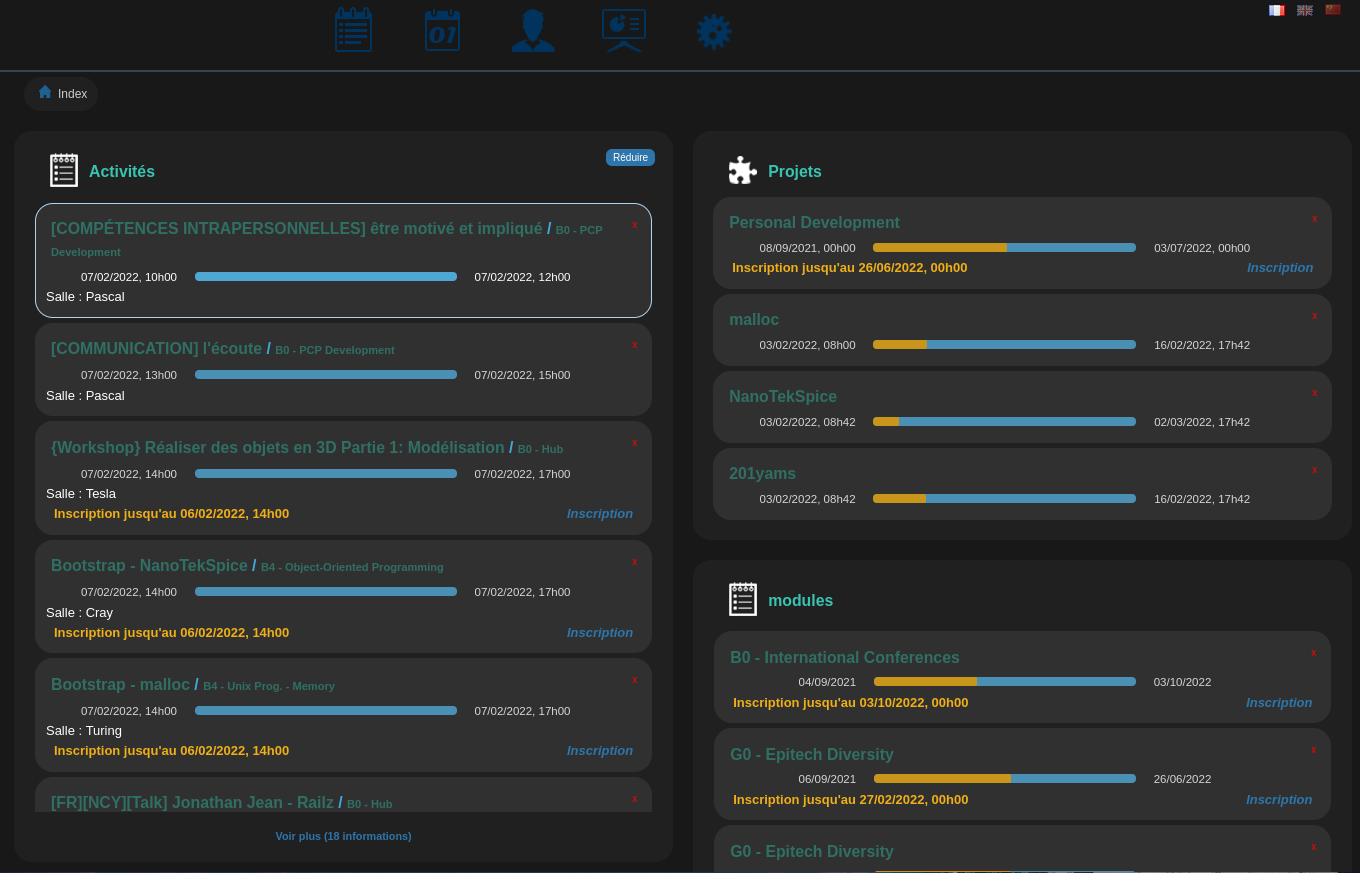 01
Index
Activités
Réduire
[COMPÉTENCES INTRAPERSONNELLES] être motivé et impliqué / B0 - PCP
Development
x
07/02/2022, 10h00 07/02/2022, 12h00
Salle : Pascal
[COMMUNICATION] l'écoute / B0 - PCP Development
x
07/02/2022, 13h00 07/02/2022, 15h00
Salle : Pascal
{Workshop} Réaliser des objets en 3D Partie 1: Modélisation / B0 - Hub
x
07/02/2022, 14h00 07/02/2022, 17h00
Salle : Tesla
Inscription jusqu'au 06/02/2022, 14h00 Inscription
Bootstrap - NanoTekSpice / B4 - Object-Oriented Programming
x
07/02/2022, 14h00 07/02/2022, 17h00
Salle : Cray
Inscription jusqu'au 06/02/2022, 14h00 Inscription
Bootstrap - malloc / B4 - Unix Prog. - Memory
x
07/02/2022, 14h00 07/02/2022, 17h00
Salle : Turing
Inscription jusqu'au 06/02/2022, 14h00 Inscription
[FR][NCY][Talk] Jonathan Jean - Railz / B0 - Hub
x
Voir plus (18 informations)
Projets
Personal Development
x
08/09/2021, 00h00 03/07/2022, 00h00
Inscription jusqu'au 26/06/2022, 00h00 Inscription
malloc
x
03/02/2022, 08h00 16/02/2022, 17h42
NanoTekSpice
x
03/02/2022, 08h42 02/03/2022, 17h42
201yams
x
03/02/2022, 08h42 16/02/2022, 17h42
modules
B0 - International Conferences
x
04/09/2021 03/10/2022
Inscription jusqu'au 03/10/2022, 00h00 Inscription
G0 - Epitech Diversity
x
06/09/2021 26/06/2022
Inscription jusqu'au 27/02/2022, 00h00 Inscription
G0 - Epitech Diversity
x